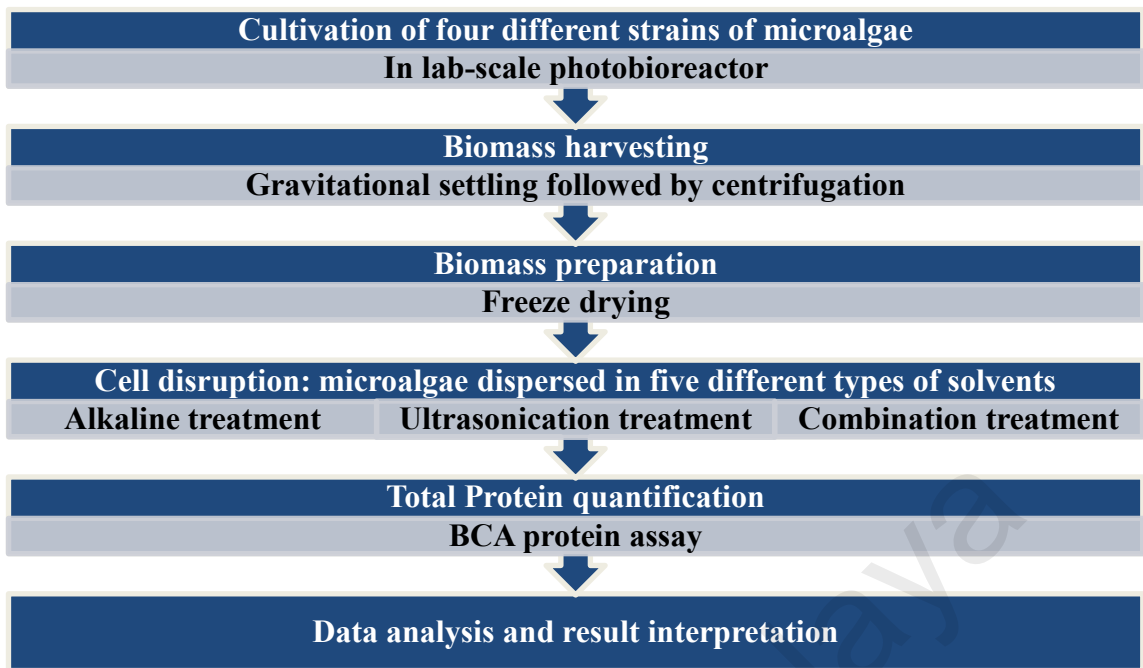 Cultivation of four different strains of microalgae
In lab-scale photobioreactor
Biomass harvesting
Gravitational settling followed by centrifugation
Biomass preparation
Freeze drying
Cell disruption: microalgae dispersed in five different types of solvents
Alkaline treatment Ultrasonication treatment Combination treatment
Total Protein quantification
BCA protein assay
Data analysis and result interpretation
laya